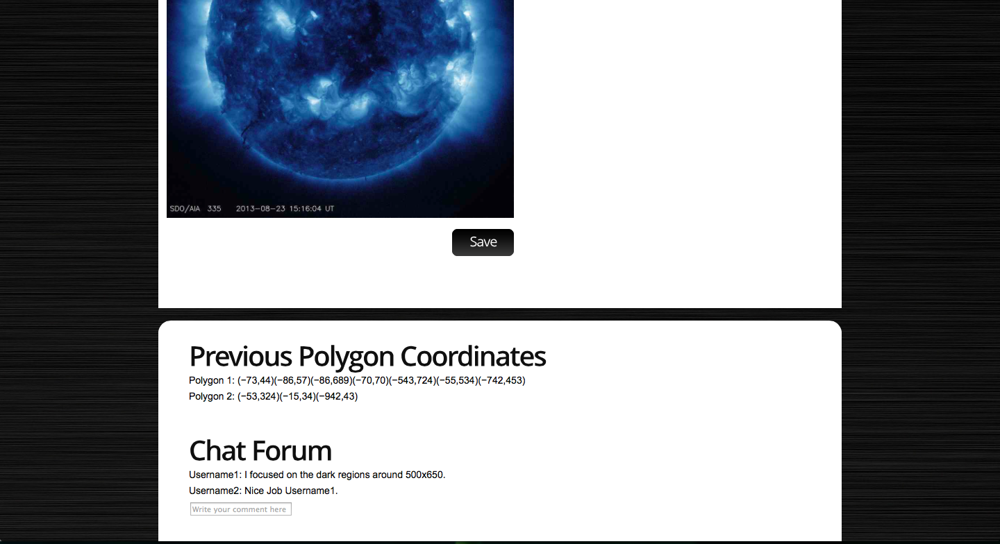 SDO/AIA 335 2013-08-23 15:16:04 UT
Save
Previous Polygon Coordinates
Polygon 1: (−73,44)(−86,57)(−86,689)(−70,70)(−543,724)(−55,534)(−742,453)
Polygon 2: (−53,324)(−15,34)(−942,43)
Chat Forum
Username1: I focused on the dark regions around 500x650.
Username2: Nice Job Username1.
Write your comment here